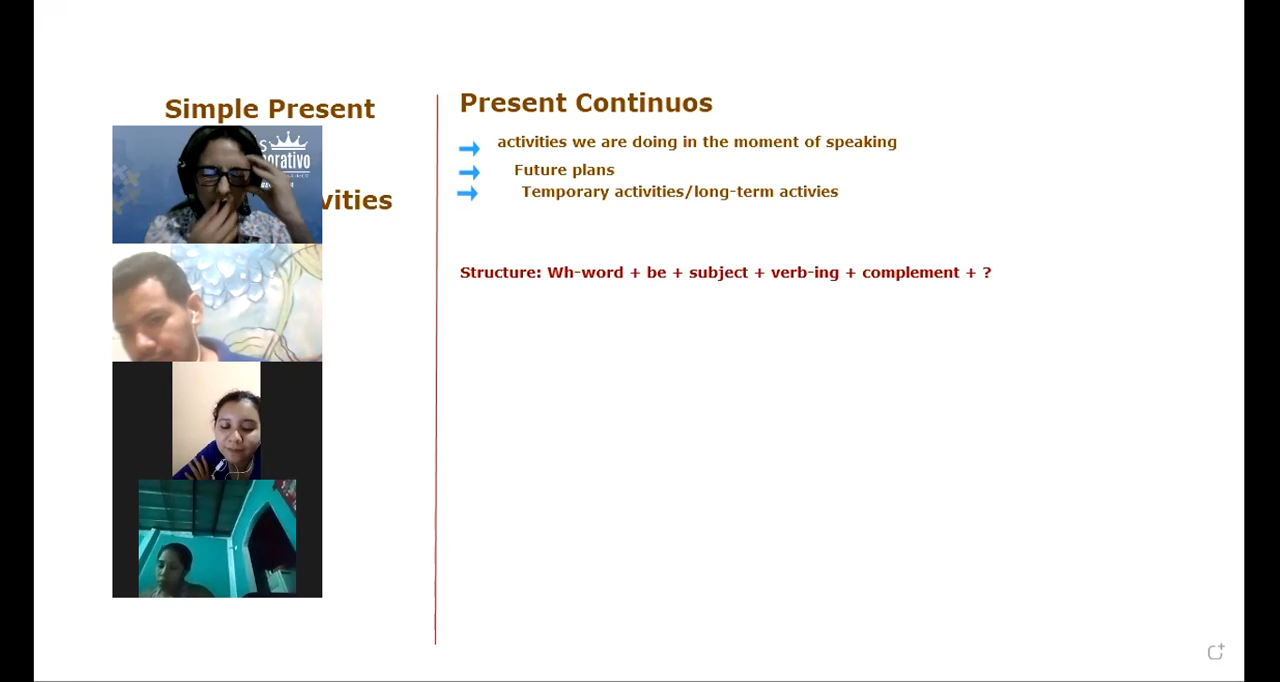 Simple Present
vities
Present Continuos
activities we are doing in the moment of speaking
Future plans
Temporary activities/long-term activies
Structure: Wh-word + be + subject + verb-ing + complement + ?
orativo